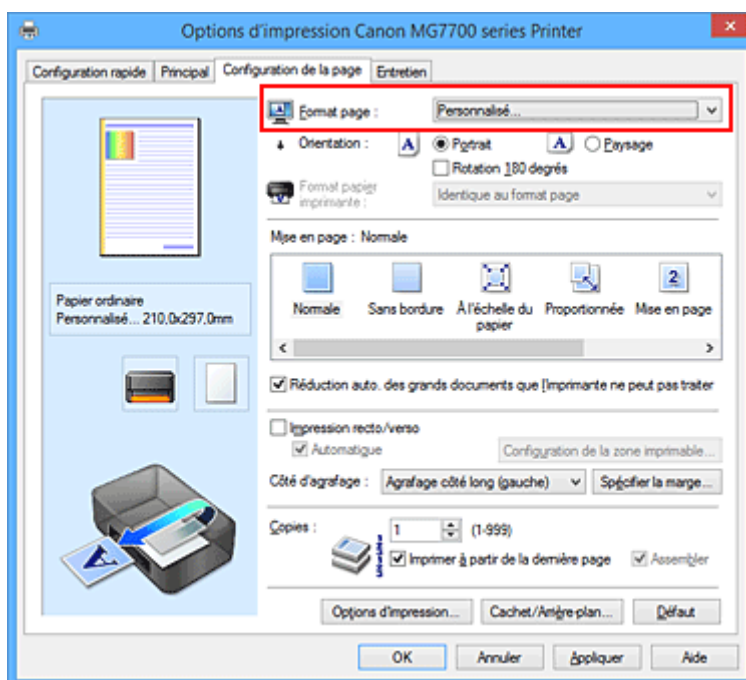 Options d'impression Canon MG7700 series Printer
Configuration rapide Principal Configuration de la page Entretien
Format page : Personnalisé...
Orientation : A Portrait A Paysage
Rotation 180 degrés
Format papier imprimante : Identique au format page
Mise en page : Normale
Normale Sans bordure À l'échelle du papier Proportionnée Mise en page
2
Papier ordinaire
Personnalisé... 210,0x297,0mm
Réduction auto. des grands documents que l'imprimante ne peut pas traiter
Impression recto/verso
Automatique Configuration de la zone imprimable...
Côté d'agrafage : Agrafage côté long (gauche) Spécifier la marge...
Copies : 1 (1-999)
Imprimer à partir de la dernière page Assembler
Options d'impression... Cachet/Arrière-plan... Défaut
OK Annuler Appliquer Aide